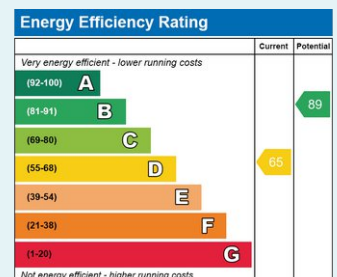 Energy Efficiency Rating
Current Potential
Very energy efficient - lower running costs
(92-100) A
(81-91) B
89
(69-80) C
(55-68) D
65
(39-54) E
(21-38) F
(1-20) G
Not energy efficient - higher running costs